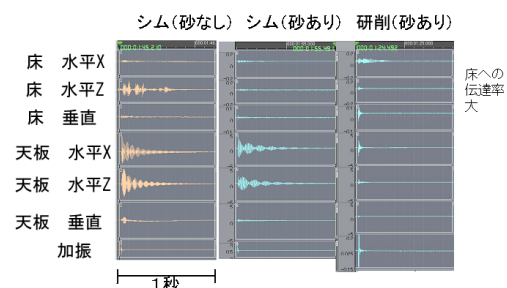 シム(砂なし) シム(砂あり) 研削(砂あり)
床 水平X
床 水平Z
床 垂直
天板 水平X
天板 水平Z
天板 垂直
加振
床への
伝達率
大
1秒